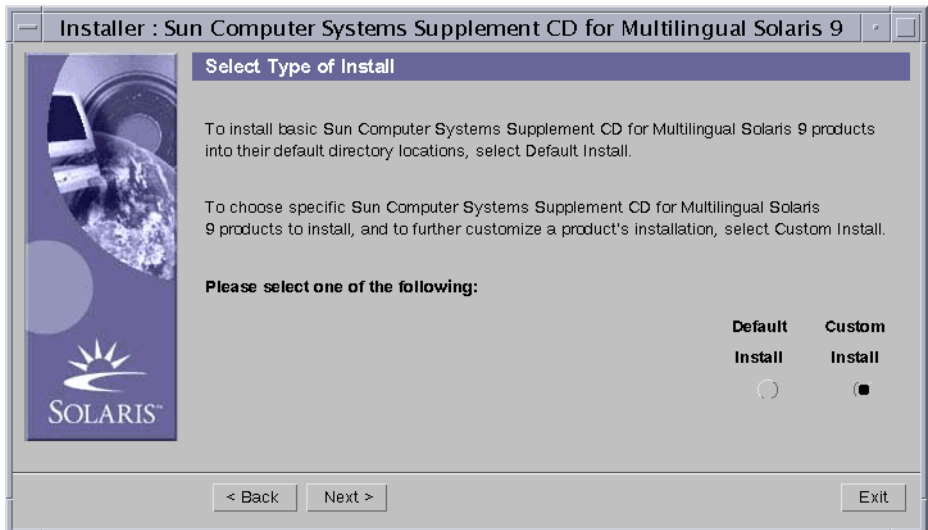 Installer : Sun Computer Systems Supplement CD for Multilingual Solaris 9
Select Type of Install
To install basic Sun Computer Systems Supplement CD for Multilingual Solaris 9 products
into their default directory locations, select Default Install.
To choose specific Sun Computer Systems Supplement CD for Multilingual Solaris
9 products to install, and to further customize a product's installation, select Custom Install.
Please select one of the following:
Default Custom
Install Install
SOLARIS™
< Back Next > Exit